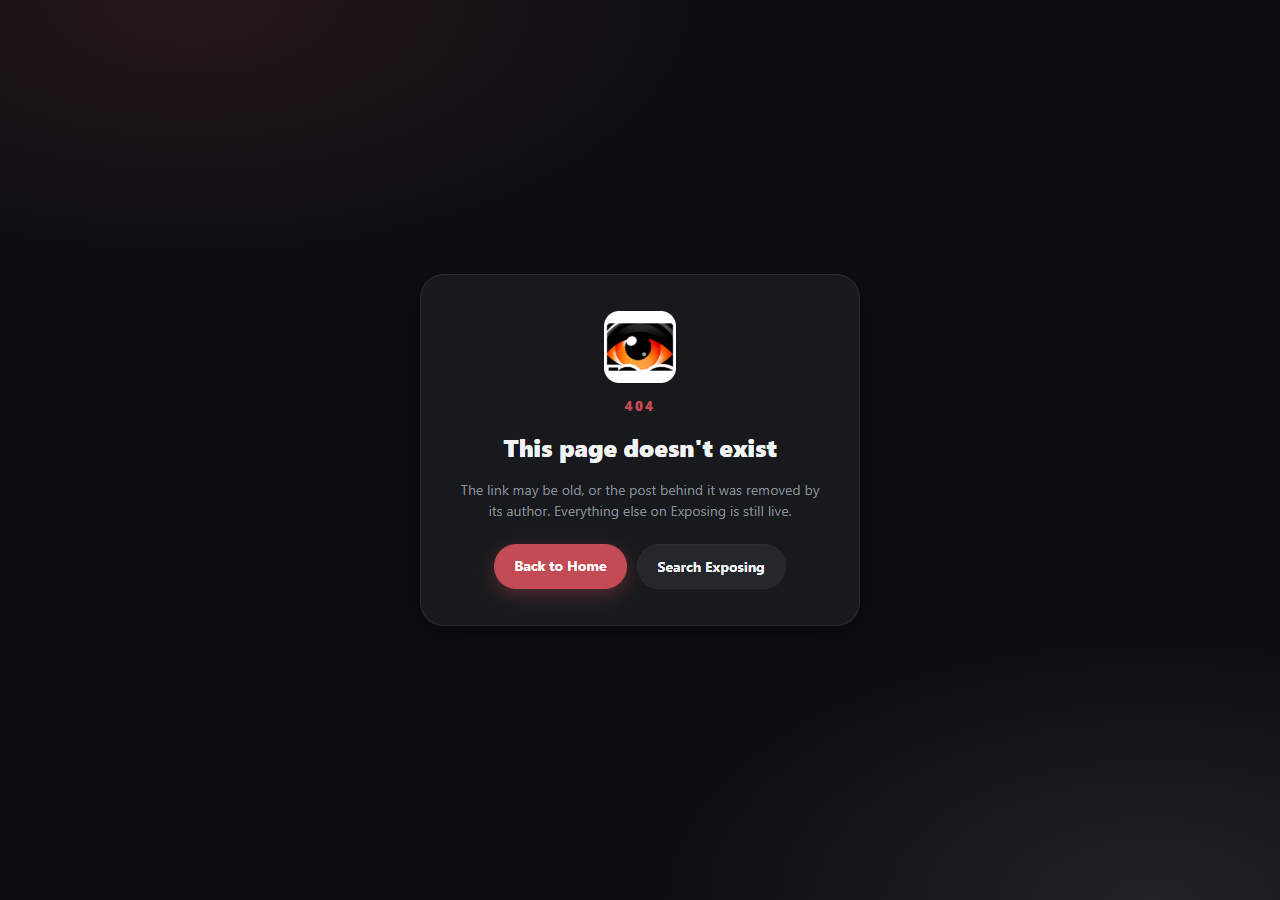 404
This page doesn't exist
The link may be old, or the post behind it was removed by
its author. Everything else on Exposing is still live.
Back to Home
Search Exposing